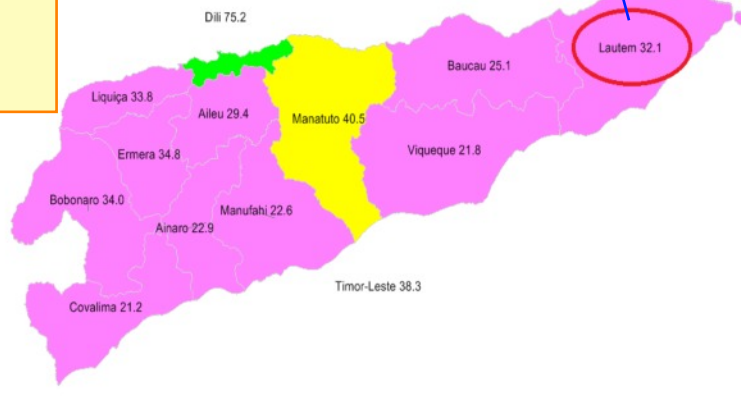 Dili 75.2
Lautem 32.1
Baucau 25.1
Liquiça 33.8
Aileu 29.4
Manatuto 40.5
Ermera 34.8
Viqueque 21.8
Bobonaro 34.0
Manufahi 22.6
Ainaro 22.9
Timor-Leste 38.3
Covalima 21.2